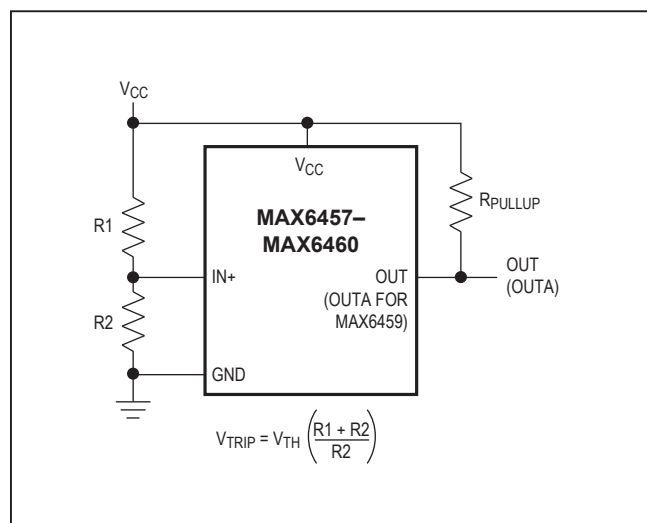 VCC
VCC
MAX6457–
MAX6460
RPULLUP
R1
IN+
OUT
OUT
(OUTA)
(OUTA FOR
MAX6459)
R2
GND
VTRIP = VTH (R1 + R2
R2)